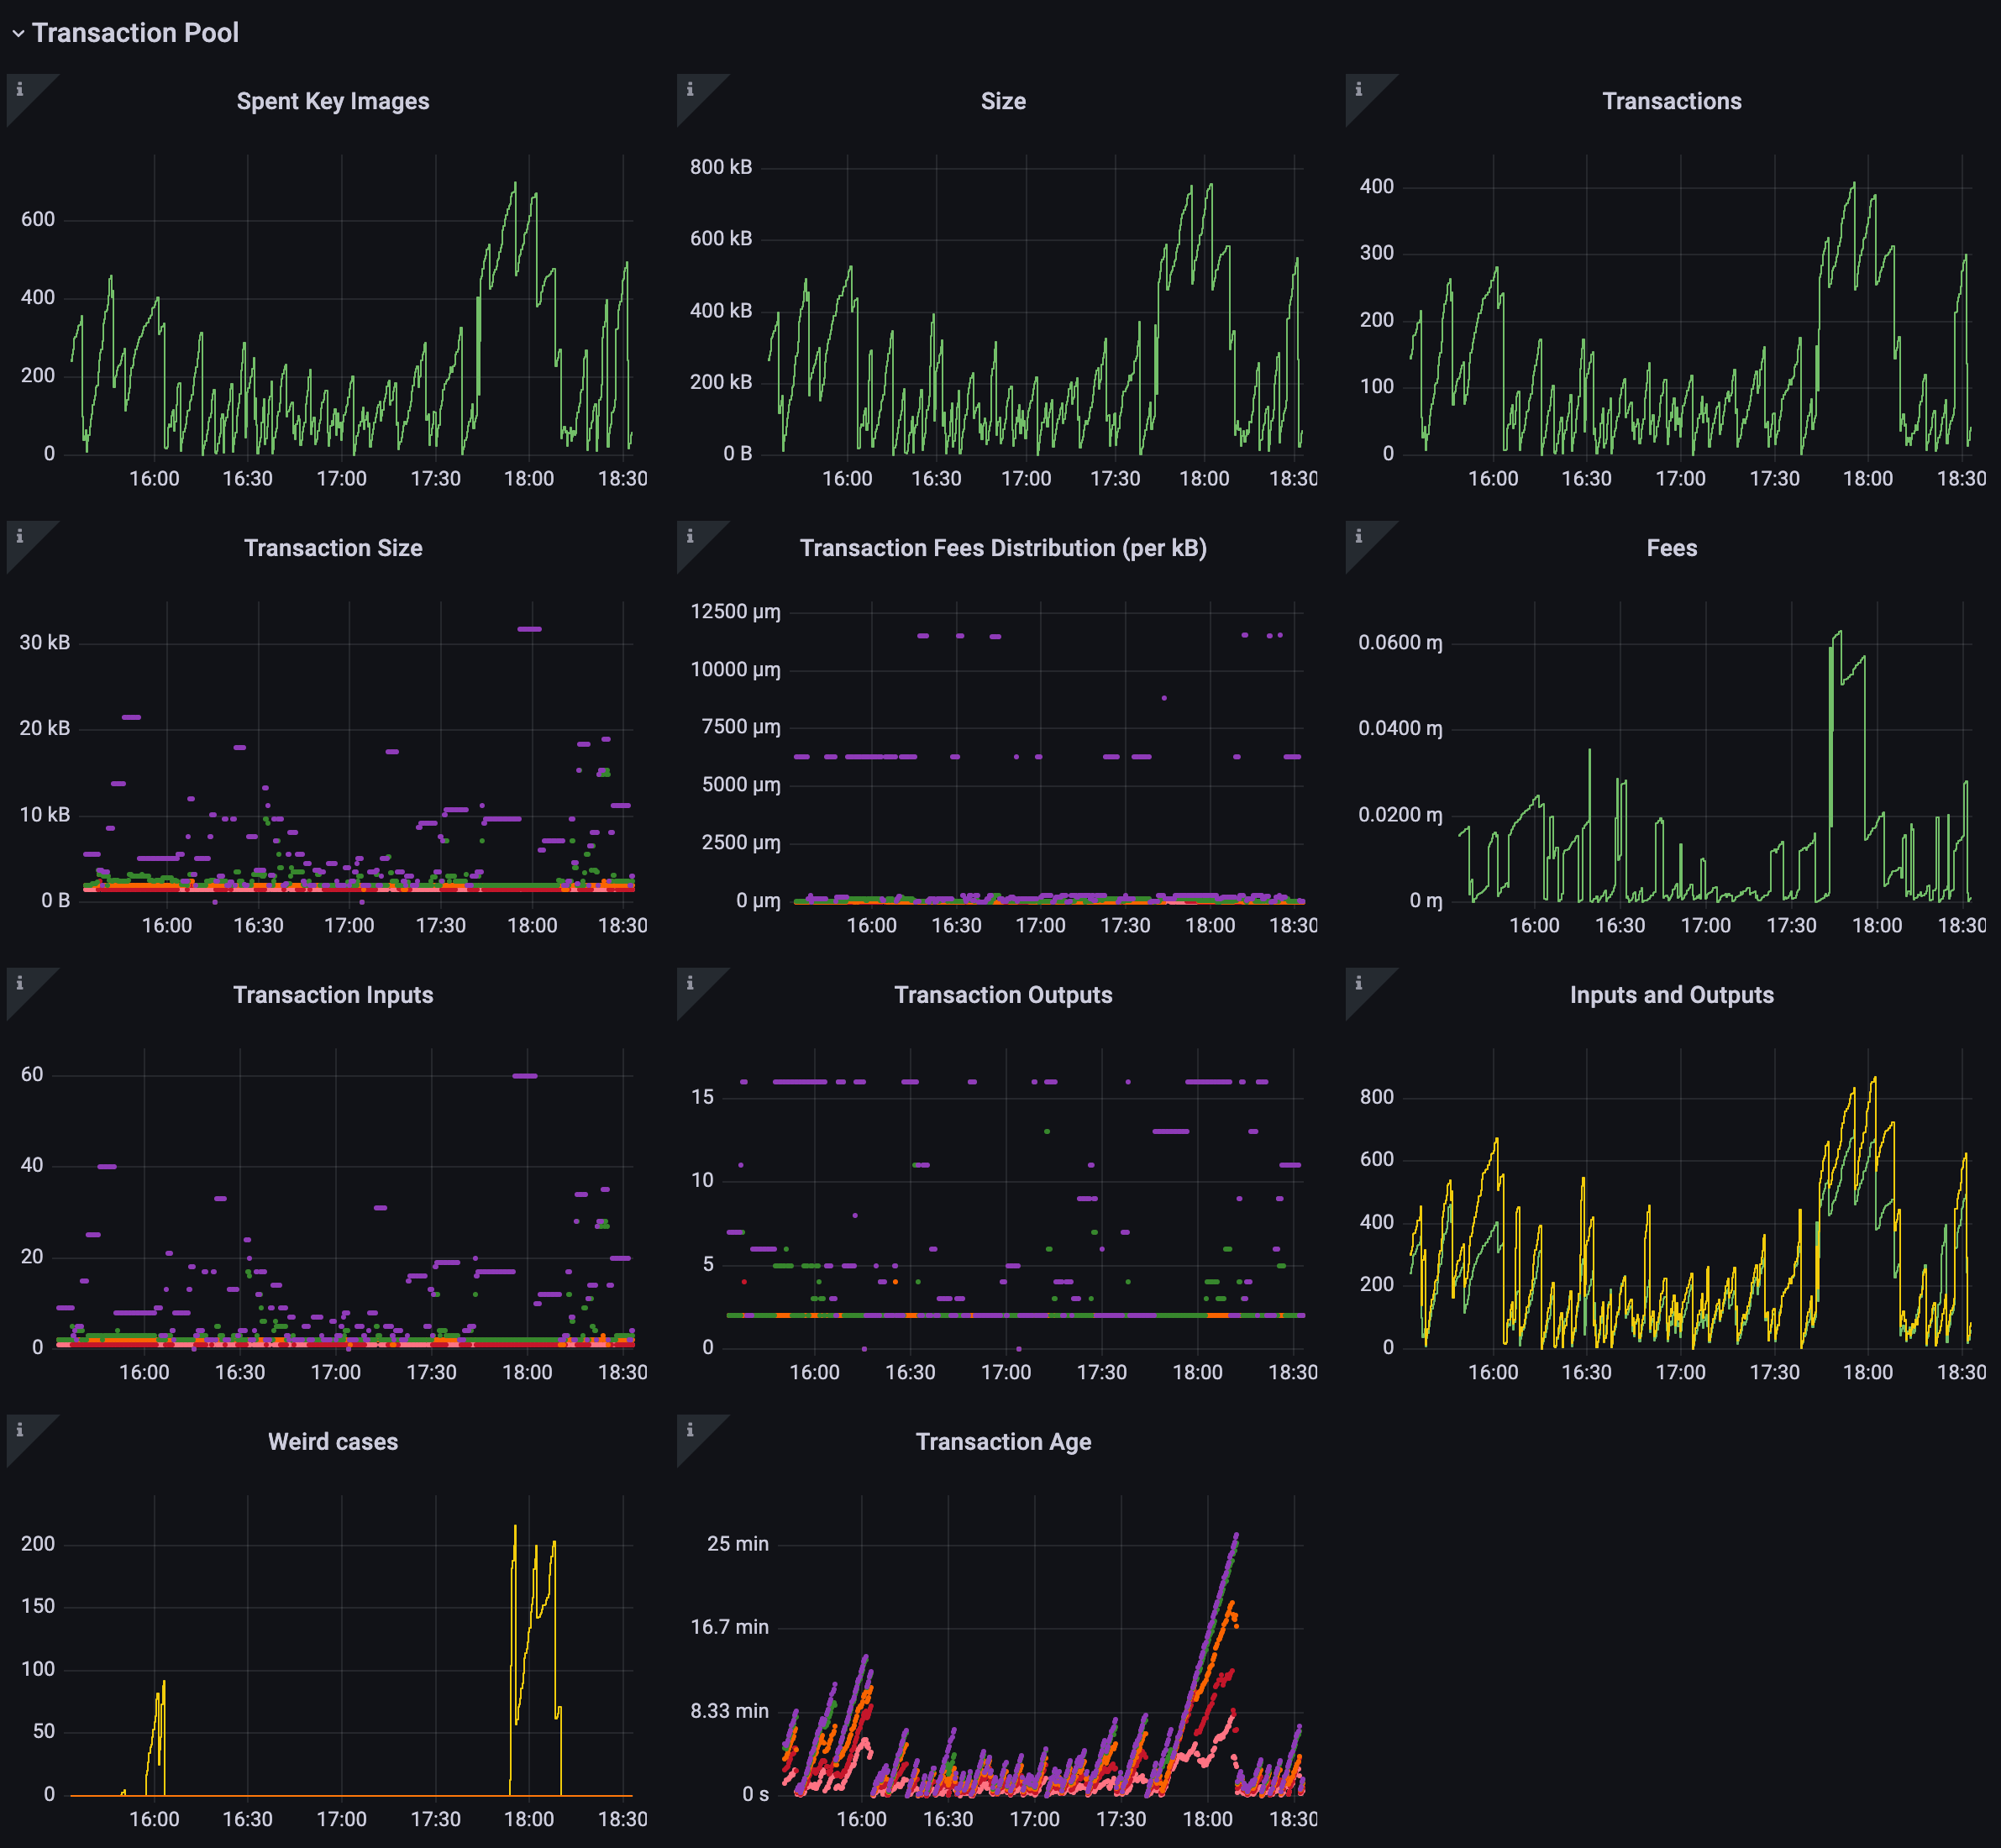 Transaction Pool
Spent Key Images
600
400
200
0
16:00 16:30 17:00 17:30 18:00 18:30
Size
800 kB
600 kB
400 kB
200 kB
0 B
16:00 16:30 17:00 17:30 18:00 18:30
Transactions
400
300
200
100
0
16:00 16:30 17:00 17:30 18:00 18:30
Transaction Size
30 kB
20 kB
10 kB
0 B
16:00 16:30 17:00 17:30 18:00 18:30
Transaction Fees Distribution (per kB)
12500 µɱ
10000 µɱ
7500 µɱ
5000 µɱ
2500 µɱ
0 µɱ
16:00 16:30 17:00 17:30 18:00 18:30
Fees
0.0600 ɱ
0.0400 ɱ
0.0200 ɱ
0 ɱ
16:00 16:30 17:00 17:30 18:00 18:30
Transaction Inputs
60
40
20
0
16:00 16:30 17:00 17:30 18:00 18:30
Transaction Outputs
15
10
5
0
16:00 16:30 17:00 17:30 18:00 18:30
Inputs and Outputs
800
600
400
200
0
16:00 16:30 17:00 17:30 18:00 18:30
Weird cases
200
150
100
50
0
16:00 16:30 17:00 17:30 18:00 18:30
Transaction Age
25 min
16.7 min
8.33 min
0 s
16:00 16:30 17:00 17:30 18:00 18:30